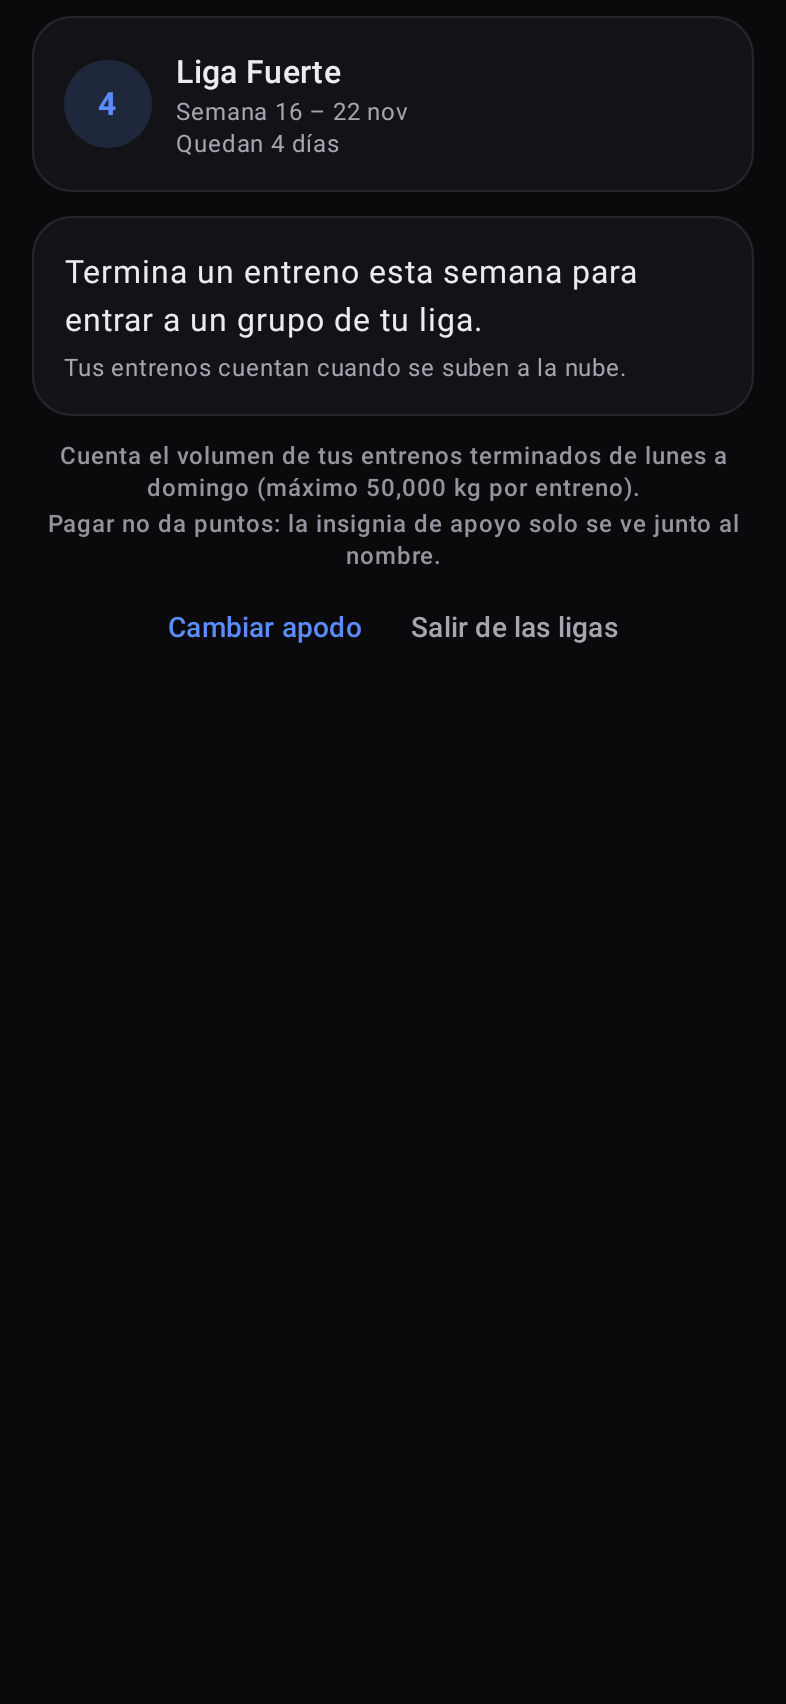 4
Liga Fuerte
Semana 16 – 22 nov
Quedan 4 días
Termina un entreno esta semana para
entrar a un grupo de tu liga.
Tus entrenos cuentan cuando se suben a la nube.
Cuenta el volumen de tus entrenos terminados de lunes a
domingo (máximo 50,000 kg por entreno).
Pagar no da puntos: la insignia de apoyo solo se ve junto al
nombre.
Cambiar apodo
Salir de las ligas